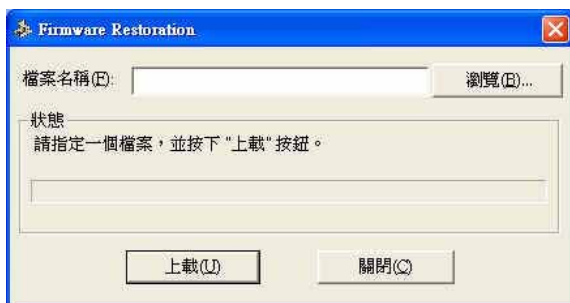 Firmware Restoration
檔案名稱(F): 瀏覽(B)...
狀態
請指定一個檔案，並按下 "上載" 按鈕。
上載(U) 關閉(C)